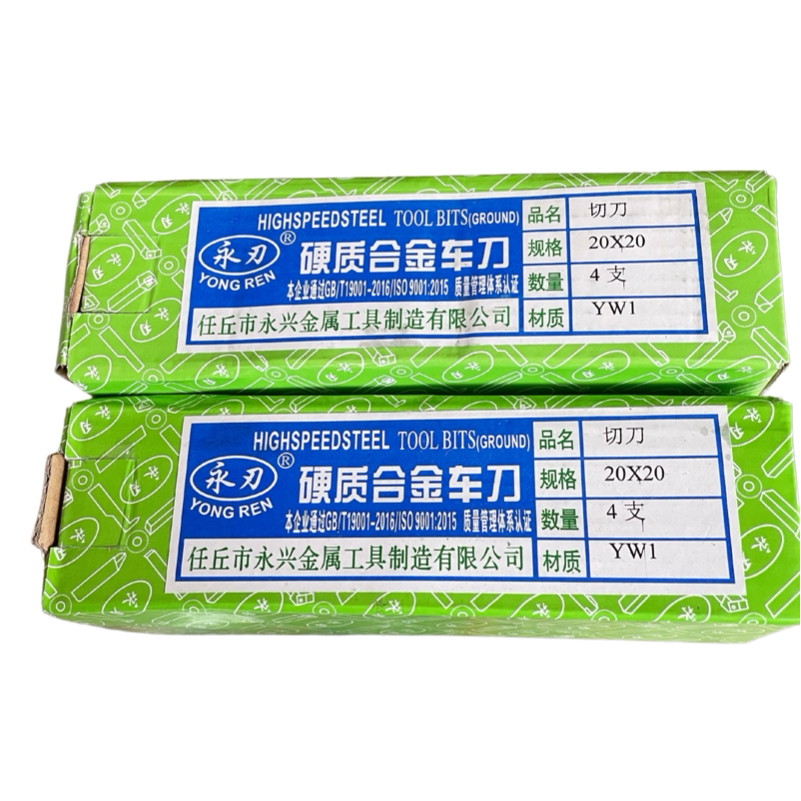 永刃®
YONG REN
HIGHSPEEDSTEEL TOOL BITS(GROUND)
硬质合金车刀
本企业通过GB/T19001-2016/ISO 9001:2015 质量管理体系认证
任丘市永兴金属工具制造有限公司
品名 切刀
规格 20X20
数量 4支
材质 YW1
永刃®
YONG REN
HIGHSPEEDSTEEL TOOL BITS(GROUND)
硬质合金车刀
本企业通过GB/T19001-2016/ISO 9001:2015 质量管理体系认证
任丘市永兴金属工具制造有限公司
品名 切刀
规格 20X20
数量 4支
材质 YW1